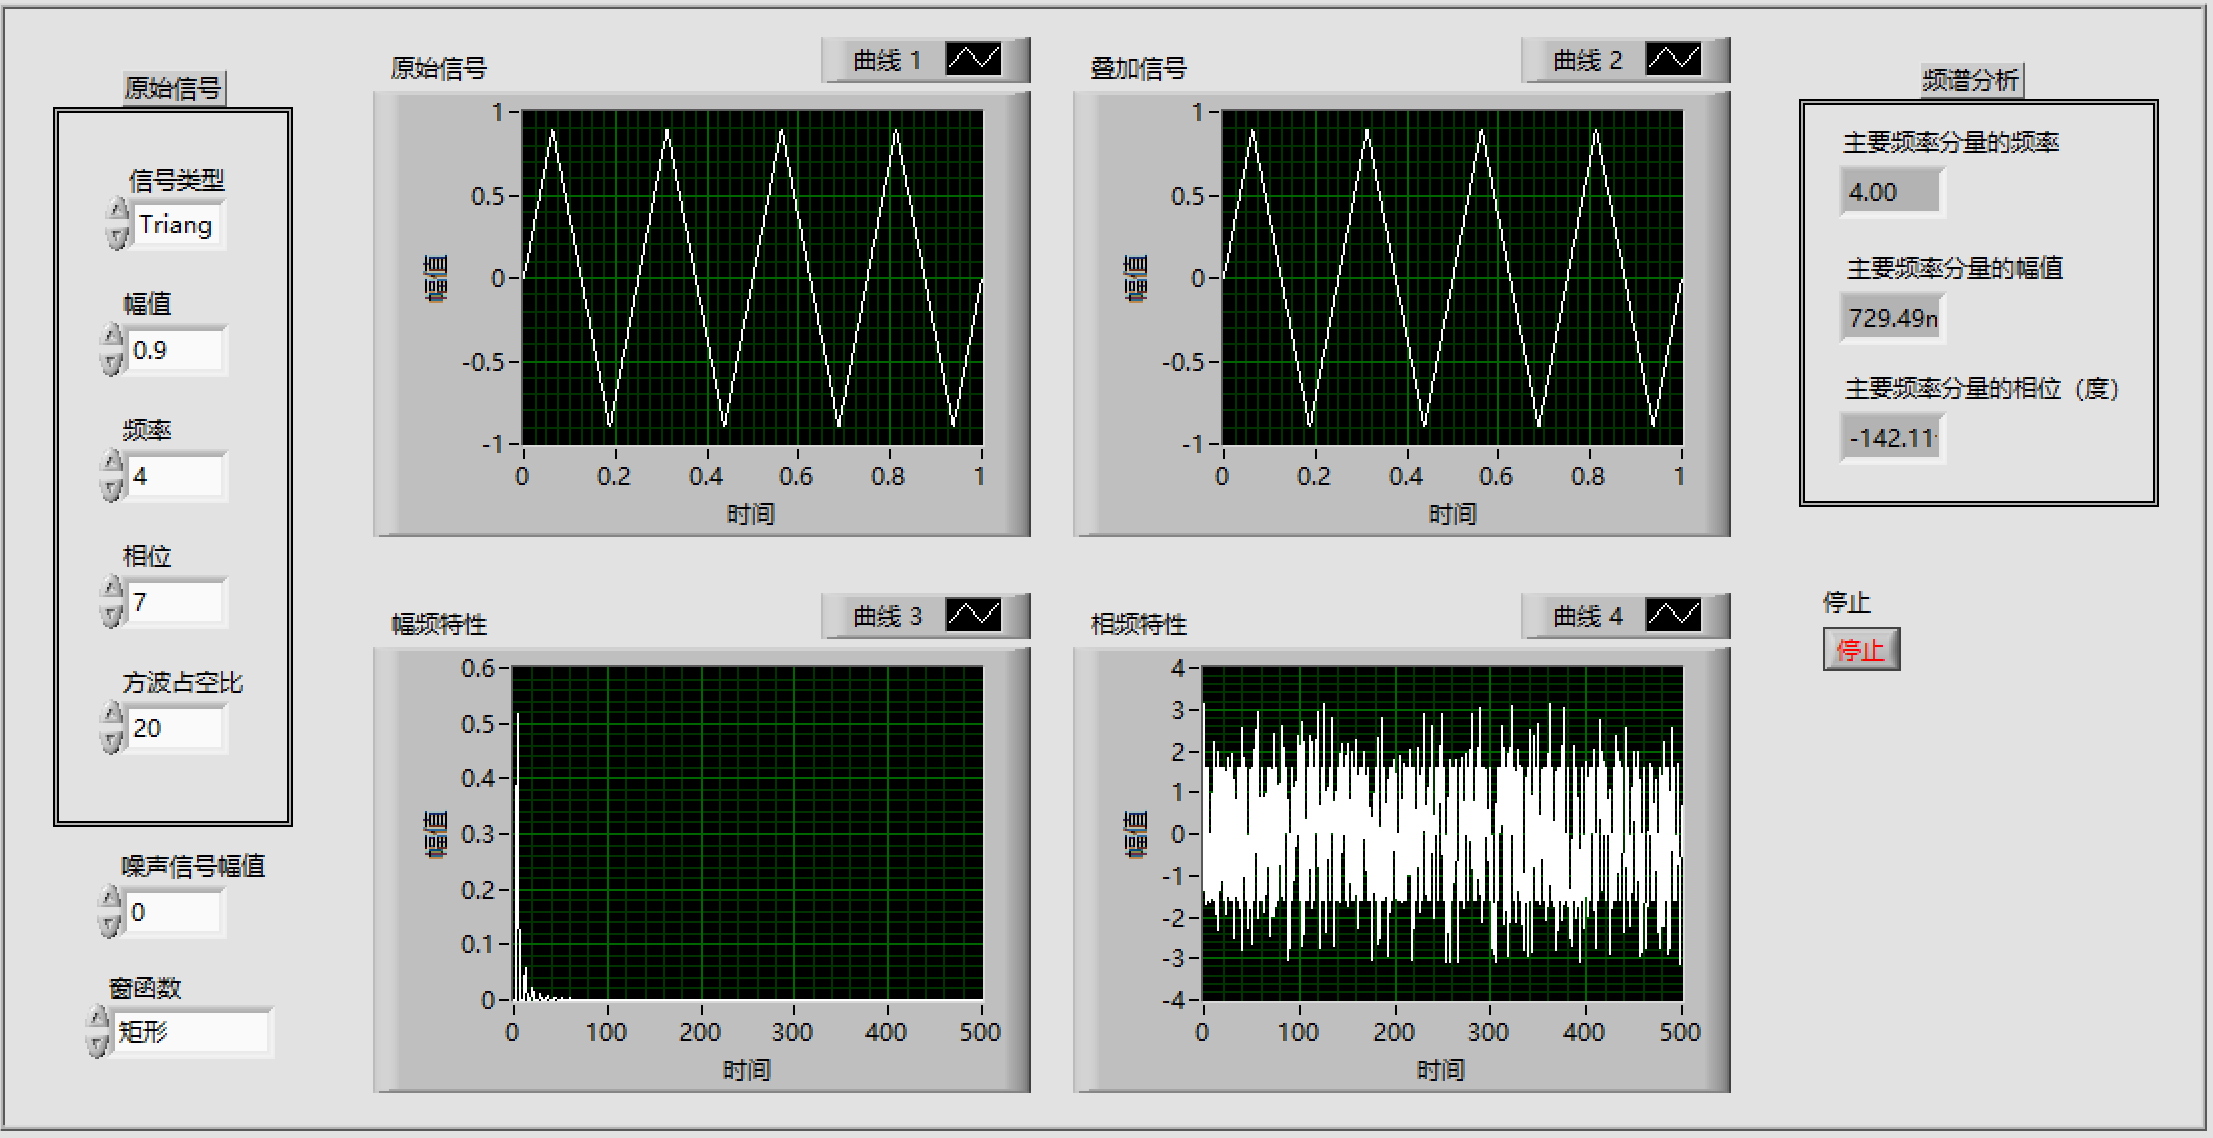 原始信号
信号类型
Triang
幅值
0.9
频率
4
相位
7
方波占空比
20
噪声信号幅值
0
窗函数
矩形
原始信号
曲线 1
1
0.5
0
-0.5
-1
幅值
0 0.2 0.4 0.6 0.8 1
时间
叠加信号
曲线 2
1
0.5
0
-0.5
-1
幅值
0 0.2 0.4 0.6 0.8 1
时间
幅频特性
曲线 3
0.6
0.5
0.4
0.3
0.2
0.1
0
幅值
0 100 200 300 400 500
时间
相频特性
曲线 4
4
3
2
1
0
-1
-2
-3
-4
幅值
0 100 200 300 400 500
时间
频谱分析
主要频率分量的频率
4.00
主要频率分量的幅值
729.49n
主要频率分量的相位（度）
-142.11
停止
停止